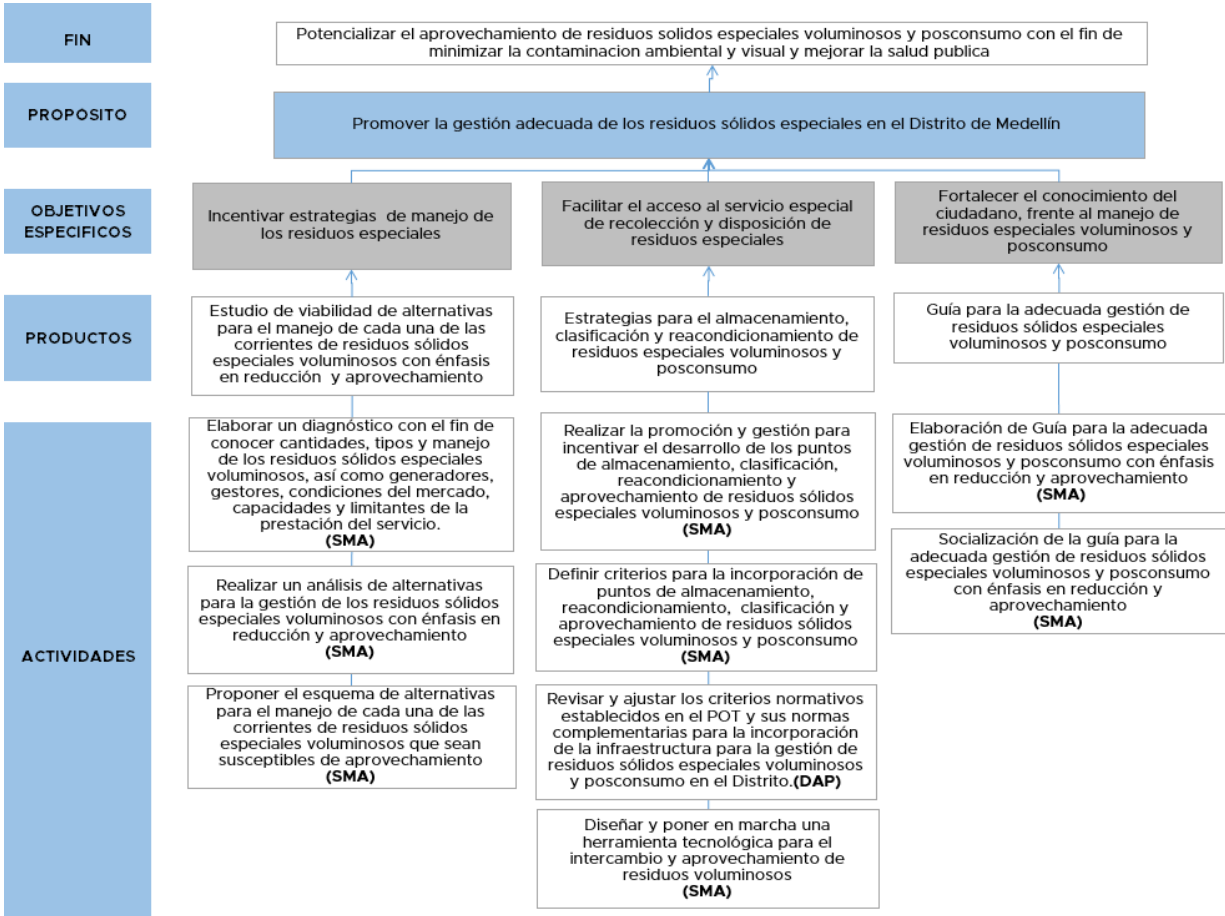 FIN
Potencializar el aprovechamiento de residuos solidos especiales voluminosos y posconsumo con el fin de
minimizar la contaminacion ambiental y visual y mejorar la salud publica
PROPOSITO
Promover la gestión adecuada de los residuos sólidos especiales en el Distrito de Medellín
OBJETIVOS
ESPECIFICOS
Incentivar estrategias de manejo de
los residuos especiales
Facilitar el acceso al servicio especial
de recolección y disposición de
residuos especiales
Fortalecer el conocimiento del
ciudadano, frente al manejo de
residuos especiales voluminosos y
posconsumo
PRODUCTOS
Estudio de viabilidad de alternativas
para el manejo de cada una de las
corrientes de residuos sólidos
especiales voluminosos con énfasis
en reducción y aprovechamiento
Estrategias para el almacenamiento,
clasificación y reacondicionamiento de
residuos especiales voluminosos y
posconsumo
Guía para la adecuada gestión de
residuos sólidos especiales
voluminosos y posconsumo
ACTIVIDADES
Elaborar un diagnóstico con el fin de
conocer cantidades, tipos y manejo
de los residuos sólidos especiales
voluminosos, así como generadores,
gestores, condiciones del mercado,
capacidades y limitantes de la
prestación del servicio.
(SMA)
Realizar un análisis de alternativas
para la gestión de los residuos sólidos
especiales voluminosos con énfasis en
reducción y aprovechamiento
(SMA)
Proponer el esquema de alternativas
para el manejo de cada una de las
corrientes de residuos sólidos
especiales voluminosos que sean
susceptibles de aprovechamiento
(SMA)
Realizar la promoción y gestión para
incentivar el desarrollo de los puntos
de almacenamiento, clasificación,
reacondicionamiento y
aprovechamiento de residuos sólidos
especiales voluminosos y posconsumo
(SMA)
Definir criterios para la incorporación de
puntos de almacenamiento,
reacondicionamiento, clasificación y
aprovechamiento de residuos sólidos
especiales voluminosos y posconsumo
(SMA)
Revisar y ajustar los criterios normativos
establecidos en el POT y sus normas
complementarias para la incorporación
de la infraestructura para la gestión de
residuos sólidos especiales voluminosos
y posconsumo en el Distrito.(DAP)
Diseñar y poner en marcha una
herramienta tecnológica para el
intercambio y aprovechamiento de
residuos voluminosos
(SMA)
Elaboración de Guía para la adecuada
gestión de residuos sólidos especiales
voluminosos y posconsumo con énfasis
en reducción y aprovechamiento
(SMA)
Socialización de la guía para la
adecuada gestión de residuos sólidos
especiales voluminosos y posconsumo
con énfasis en reducción y
aprovechamiento
(SMA)